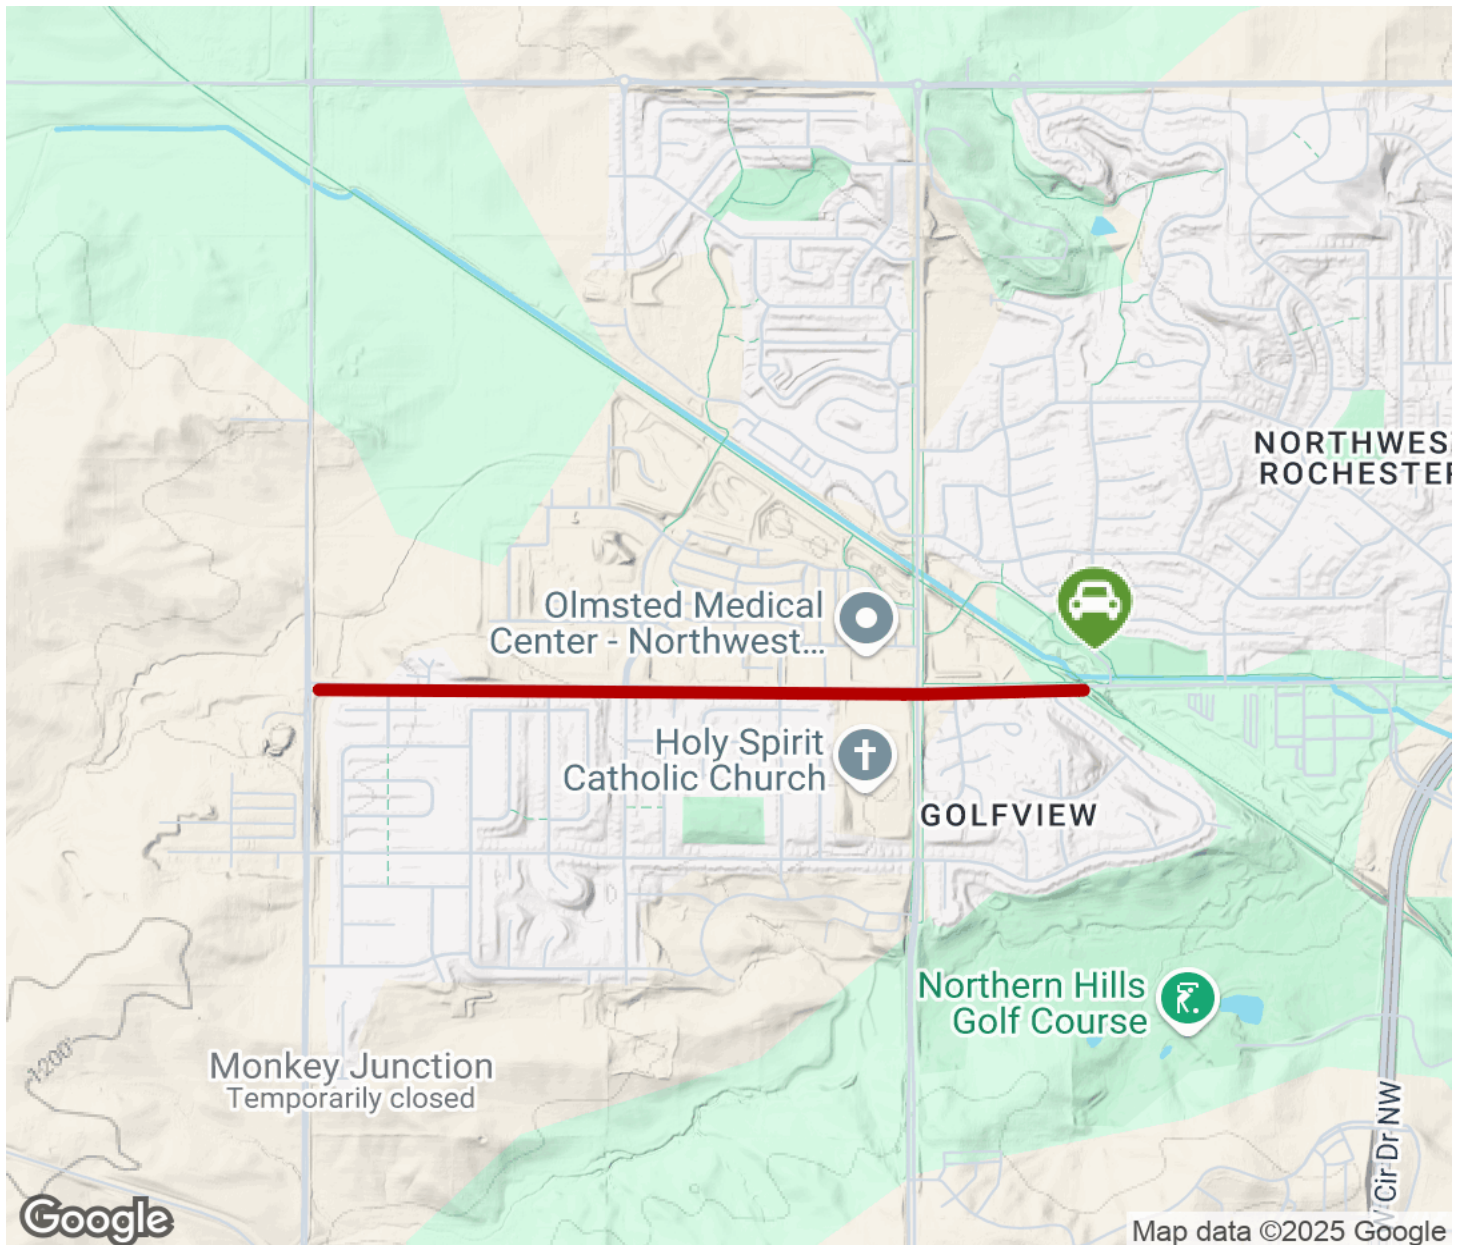 NORTHWES
ROCHESTER
Olmsted Medical
Center - Northwest...
Holy Spirit
Catholic Church
GOLFVIEW
Northern Hills
Golf Course
1200'
Monkey Junction
Temporarily closed
Cir Dr NW
Google
Map data ©2025 Google